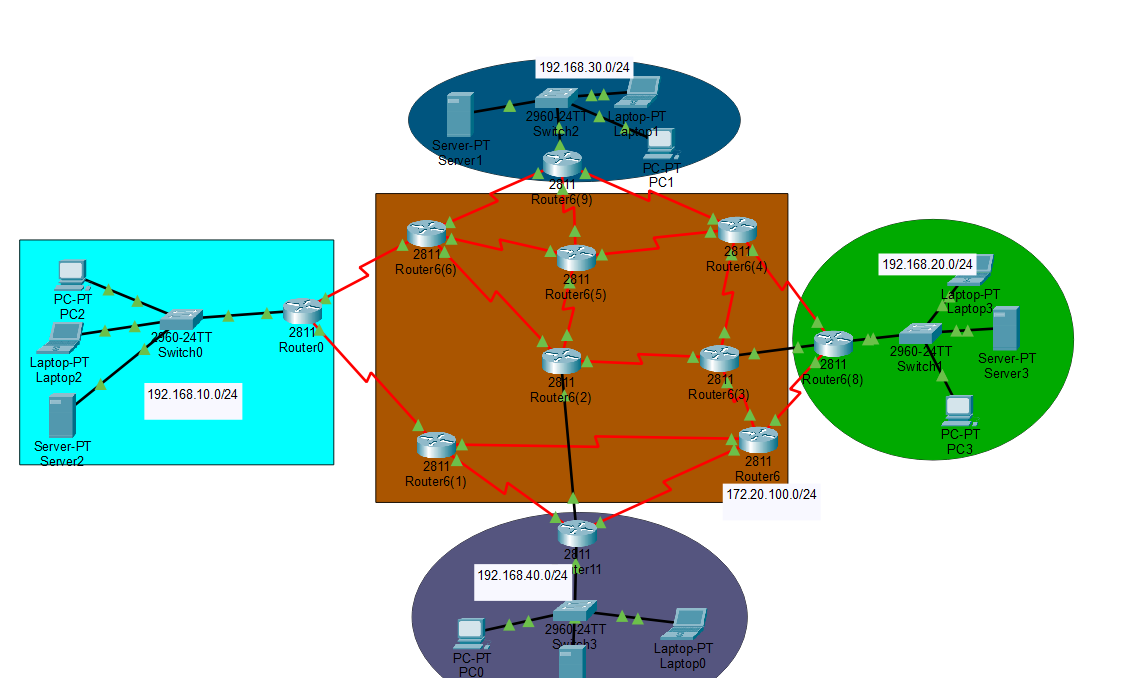 192.168.30.0/24
2960-24TT
Switch2
Laptop-PT
Laptop1
Server-PT
Server1
PC-PT
PC1
2811
Router6(9)
2811
Router6(6)
2811
Router6(5)
2811
Router6(4)
192.168.20.0/24
Laptop-PT
Laptop3
PC-PT
PC2
2960-24TT
Switch0
2811
Router0
Laptop-PT
Laptop2
192.168.10.0/24
Server-PT
Server2
2811
Router6(2)
2811
Router6(3)
2811
Router6(8)
2960-24TT
Switch1
Server-PT
Server3
PC-PT
PC3
2811
Router6(1)
2811
Router6
172.20.100.0/24
2811
ter11
192.168.40.0/24
2960-24TT
Switch3
PC-PT
PC0
Laptop-PT
Laptop0